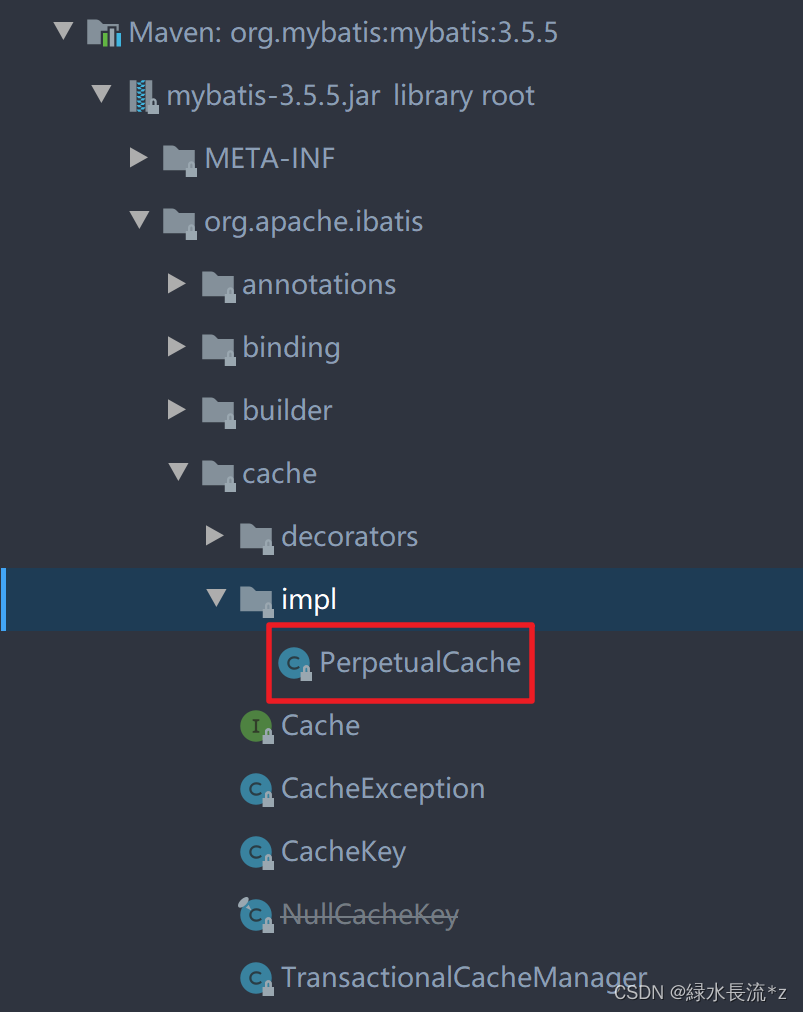 Maven: org.mybatis:mybatis:3.5.5
mybatis-3.5.5.jar library root
META-INF
org.apache.ibatis
annotations
binding
builder
cache
decorators
impl
C PerpetualCache
I Cache
C CacheException
C CacheKey
C NullCacheKey
C TransactionalCacheManager
CSDN @緑水長流*z